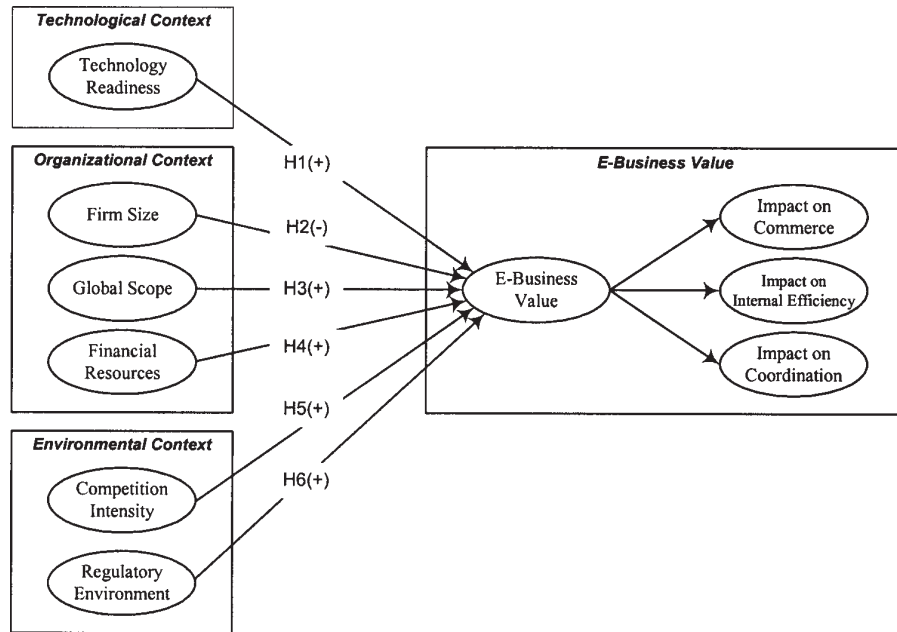 Technological Context
Technology
Readiness
H1(+)
Organizational Context
Firm Size
H2(-)
Global Scope
H3(+)
Financial
Resources
H4(+)
H5(+)
Environmental Context
Competition
Intensity
H6(+)
Regulatory
Environment
E-Business Value
E-Business
Value
Impact on
Commerce
Impact on
Internal Efficiency
Impact on
Coordination